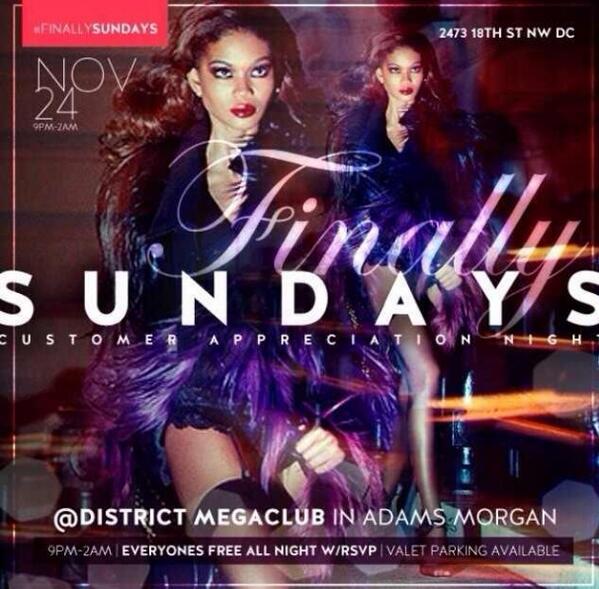 #FINALLYSUNDAYS
2473 18TH ST NW DC
NOV
24
9PM-2AM
Finally
SUNDAYS
CUSTOMER APPRECIATION NIGHT
@DISTRICT MEGACLUB IN ADAMS MORGAN
9PM-2AM | EVERYONES FREE ALL NIGHT W/RSVP | VALET PARKING AVAILABLE